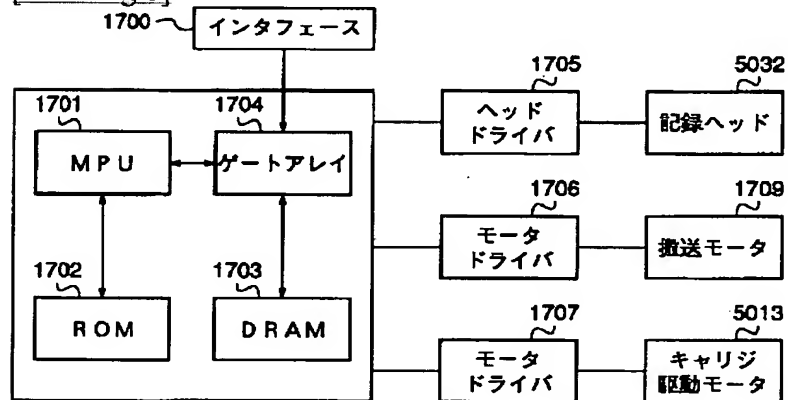 1700
インタフェース
1701
MPU
1704
ゲートアレイ
1702
ROM
1703
DRAM
1705
ヘッド
ドライバ
5032
記録ヘッド
1706
モータ
ドライバ
1709
搬送モータ
1707
モータ
ドライバ
5013
キャリジ
駆動モータ